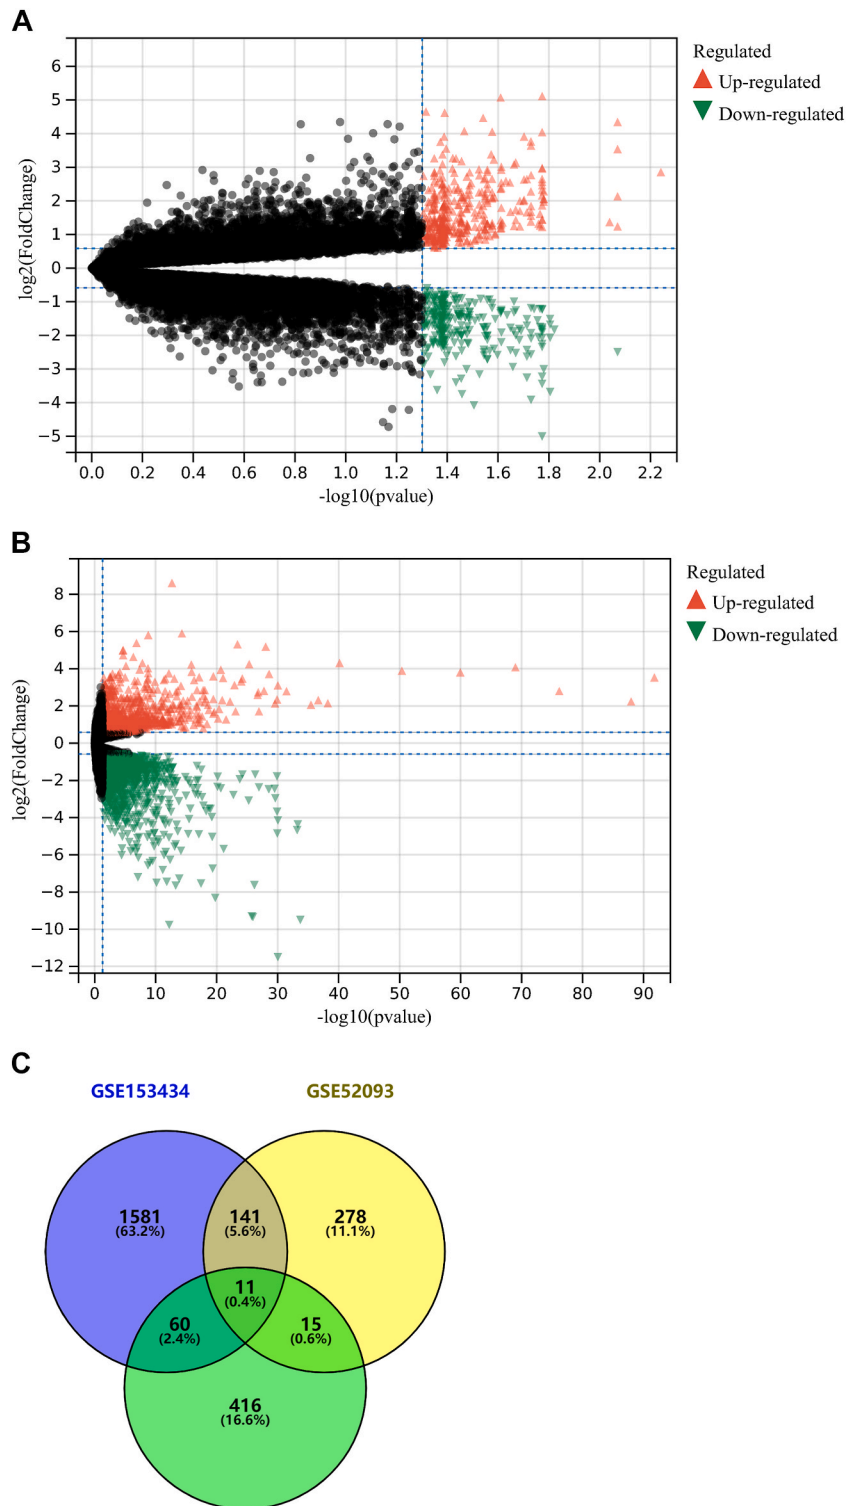 A
6
5
4
3
2
1
0
−1
−2
−3
−4
−5
log2(FoldChange)
0.0 0.2 0.4 0.6 0.8 1.0 1.2 1.4 1.6 1.8 2.0 2.2
-log10(pvalue)
Regulated
Up-regulated
Down-regulated
B
8
6
4
2
0
−2
−4
−6
−8
−10
−12
log2(FoldChange)
0 10 20 30 40 50 60 70 80 90
-log10(pvalue)
Regulated
Up-regulated
Down-regulated
C
GSE153434 GSE52093
1581 141 278
(63.2%) (5.6%) (11.1%)
11
(0.4%)
60 15
(2.4%) (0.6%)
416
(16.6%)